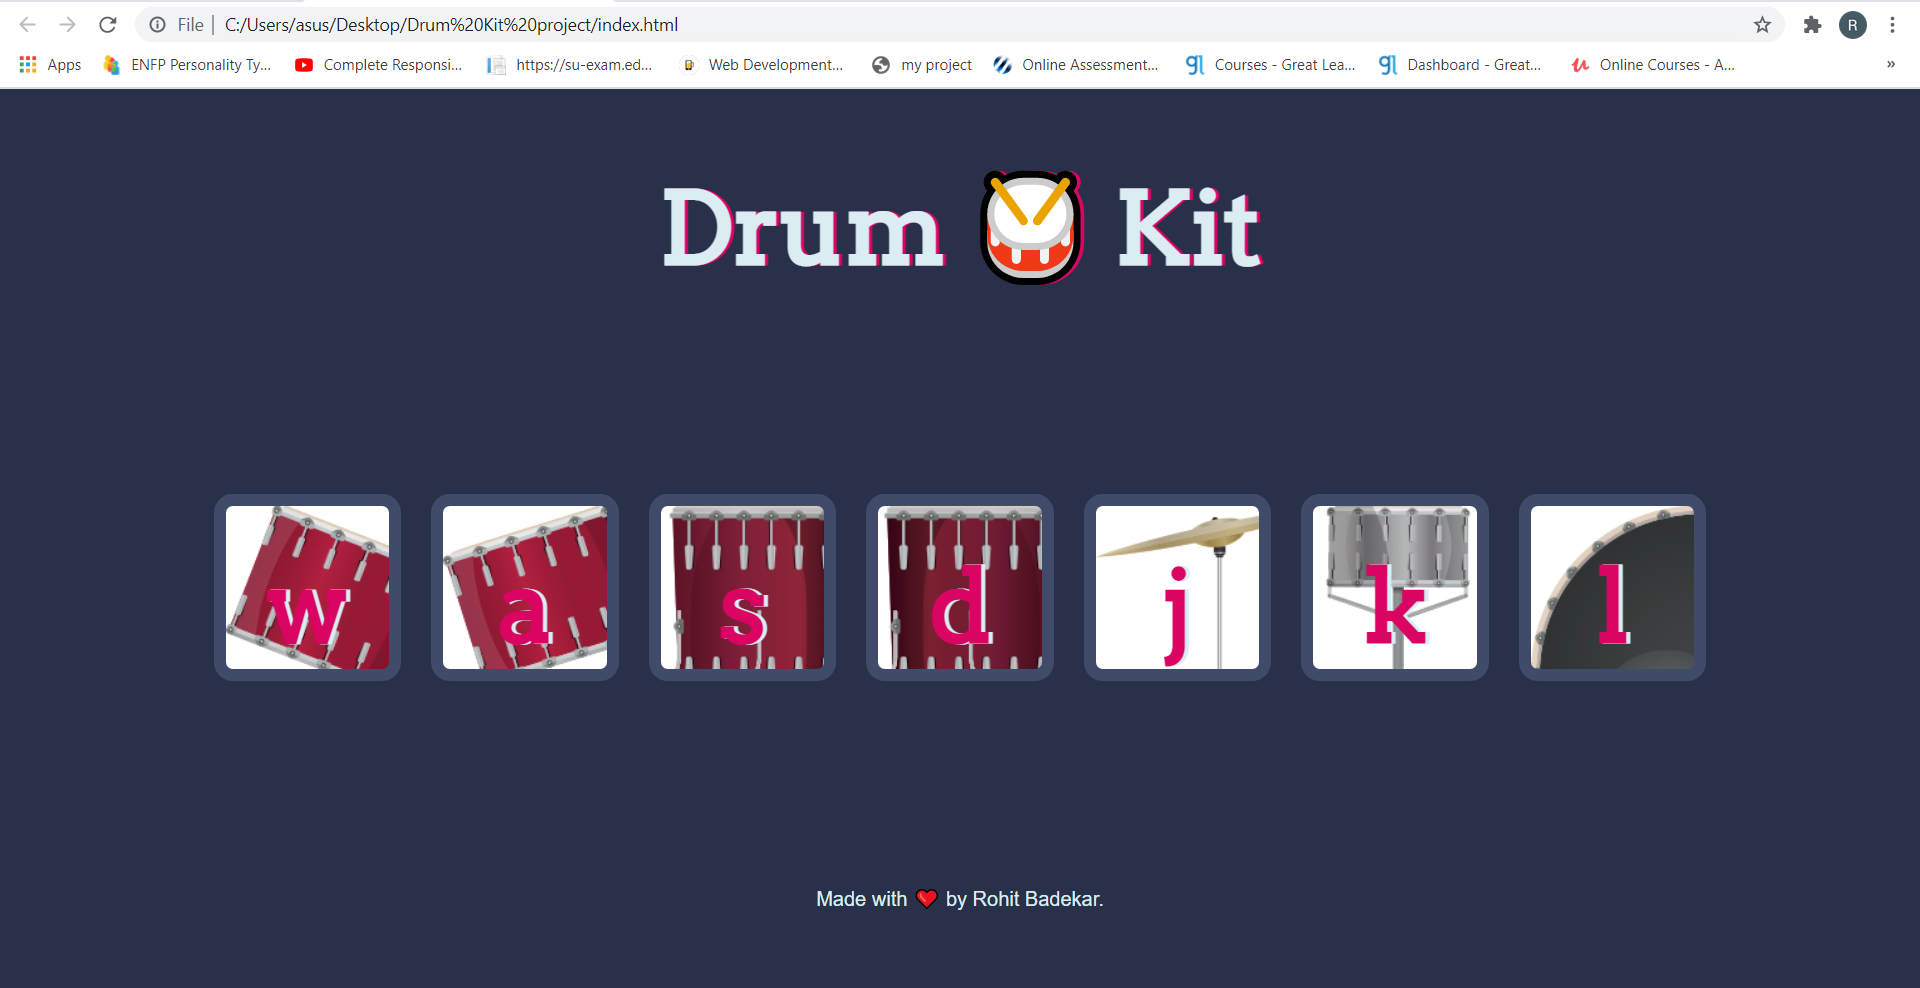 File | C:/Users/asus/Desktop/Drum%20Kit%20project/index.html
R
Apps ENFP Personality Ty... Complete Responsi... https://su-exam.ed... Web Development... my project Online Assessment... Courses - Great Lea... Dashboard - Great... Online Courses - A... »
Drum 🥁 Kit
w a s d j k l
Made with ❤️ by Rohit Badekar.